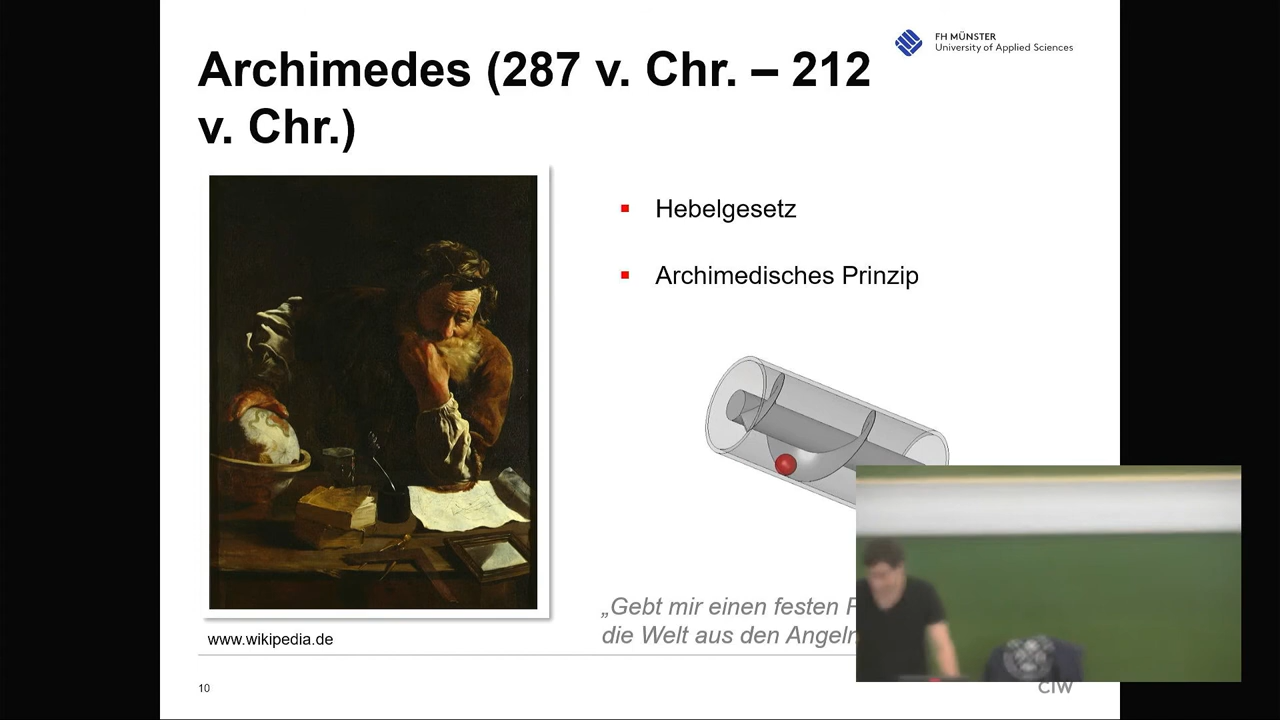 FH MÜNSTER
University of Applied Sciences
Archimedes (287 v. Chr. – 212
v. Chr.)
Hebelgesetz
Archimedisches Prinzip
„Gebt mir einen festen
die Welt aus den Angeln
www.wikipedia.de
10
CIW